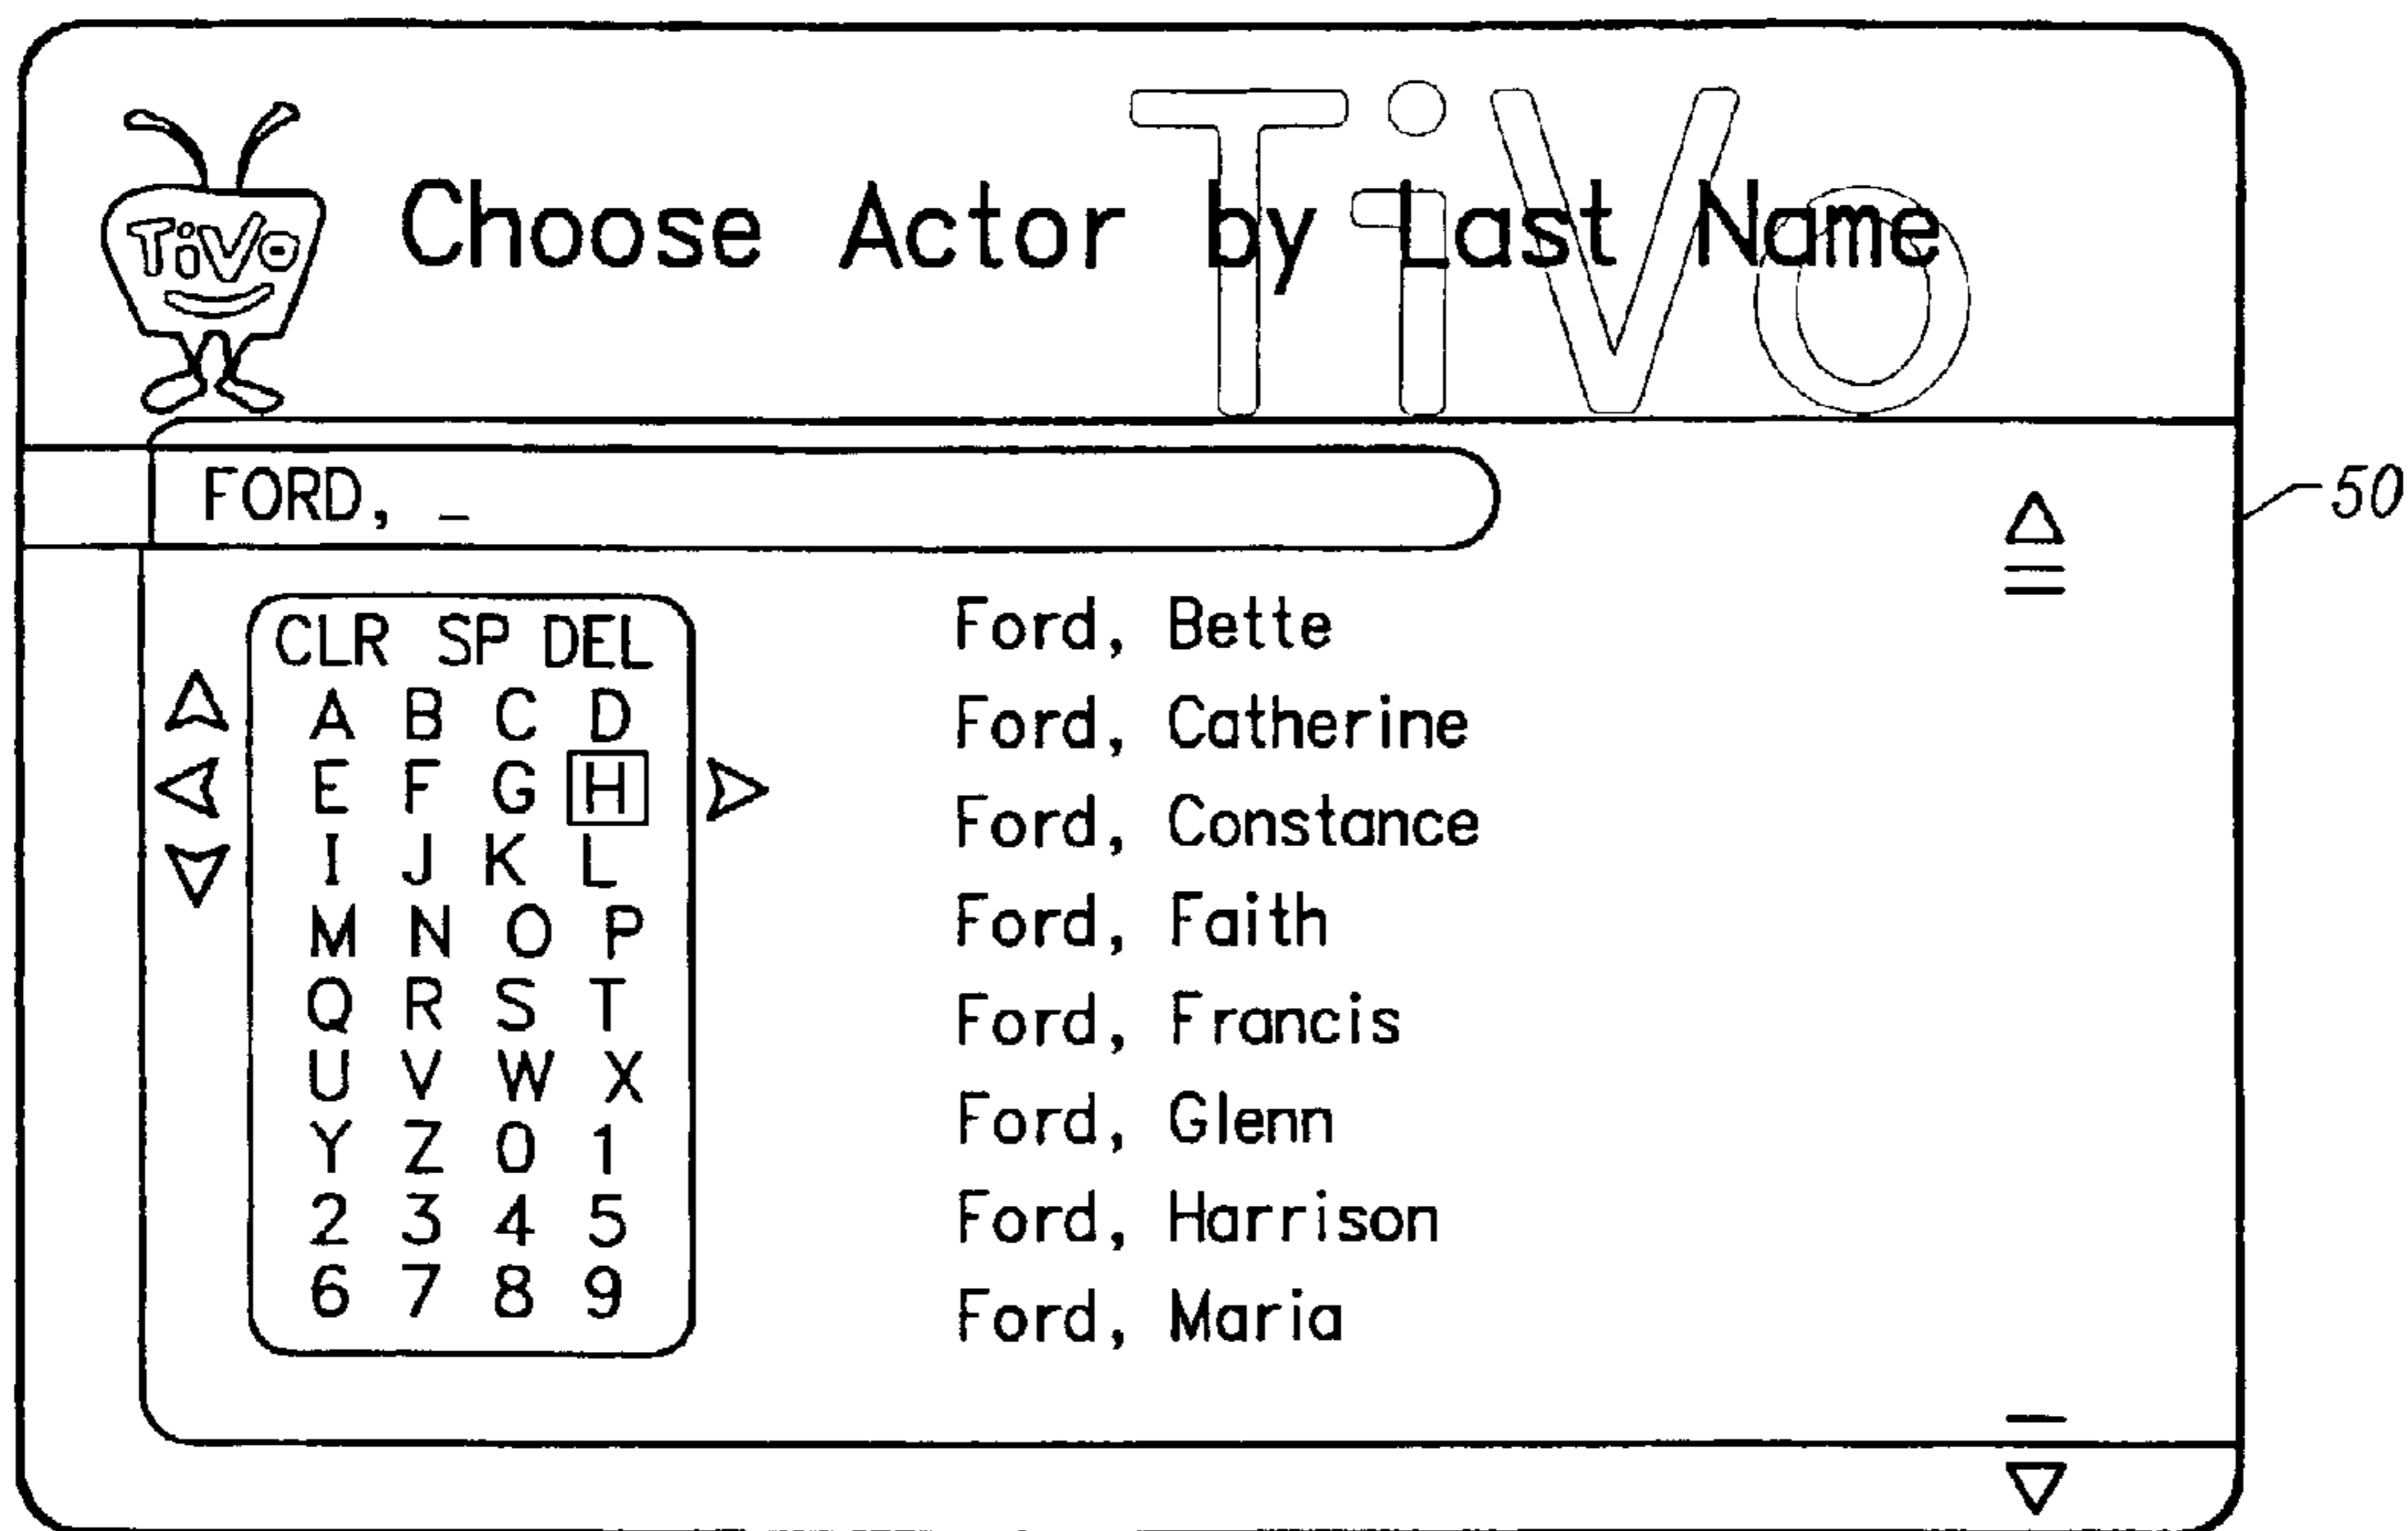 TiVo
TiVo
Choose Actor by Last Name
FORD, _
50
CLR SP DEL
A B C D
E F G H
I J K L
M N O P
Q R S T
U V W X
Y Z 0 1
2 3 4 5
6 7 8 9
Ford, Bette
Ford, Catherine
Ford, Constance
Ford, Faith
Ford, Francis
Ford, Glenn
Ford, Harrison
Ford, Maria